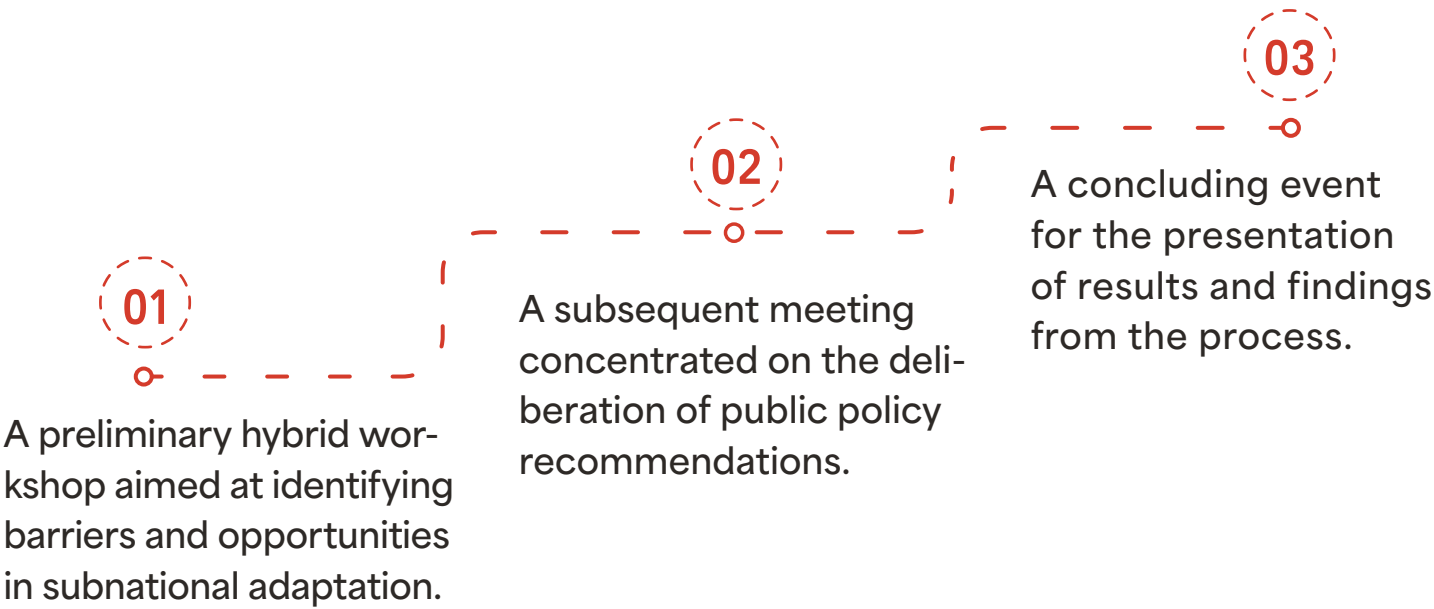 01
A preliminary hybrid wor-
kshop aimed at identifying
barriers and opportunities
in subnational adaptation.
02
A subsequent meeting
concentrated on the deli-
beration of public policy
recommendations.
03
A concluding event
for the presentation
of results and findings
from the process.